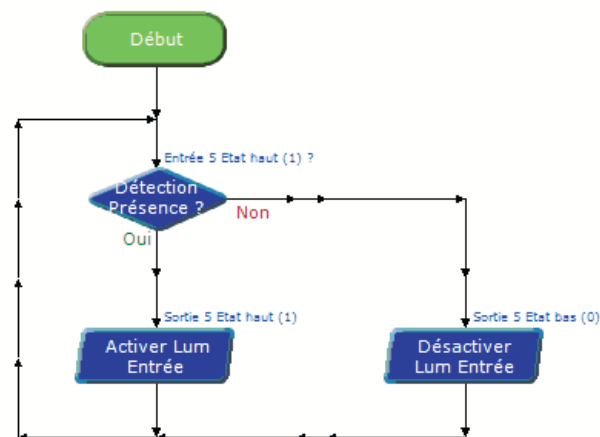 Début
Entrée 5 Etat haut (1) ?
Détection
Présence ?
Non
Oui
Sortie 5 Etat haut (1)
Sortie 5 Etat bas (0)
Activer Lum
Entrée
Désactiver
Lum Entrée